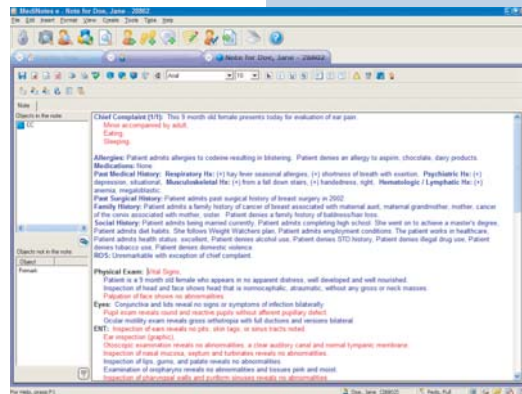 MediNotes e - Note for Doe, Jane - 28602
File Edit Insert Format View Create Tools Type Help
Note for Doe, Jane - 28602
Arial
10
Note
Objects in the note
CC
Objects not in the note
Object
Remark
Chief Complaint (1/1): This 9 month old female presents today for evaluation of ear pain.
Minor accompanied by adult.
Eating.
Sleeping.
Allergies: Patient admits allergies to codeine resulting in blistering. Patient denies an allergy to aspirin, chocolate, dairy products.
Medications: None
Past Medical History: Respiratory Hx: (+) hay fever seasonal allergies, (+) shortness of breath with exertion. Psychiatric Hx: (+)
depression, situational. Musculoskeletal Hx: (+) from a fall down stairs, (+) handedness, right. Hematologic / Lymphatic Hx: (+)
anemia, megaloblastic.
Past Surgical History: Patient admits past surgical history of breast surgery in 2002.
Family History: Patient admits a family history of cancer of breast associated with maternal aunt, maternal grandmother, mother, cancer
of the cervix associated with mother, sister. Patient denies a family history of baldness/hair loss.
Social History: Patient admits being married currently. Patient admits completing high school. She went on to achieve a master's degree,
Patient admits diet habits. She follows Weight Watchers plan. Patient admits employment conditions. The patient works in healthcare,
Patient admits health status: excellent, Patient denies alcohol use, Patient denies STD history, Patient denies illegal drug use, Patient
denies tobacco use, Patient denies domestic violence
ROS: Unremarkable with exception of chief complaint.
Physical Exam: Vital Signs.
Patient is a 9 month old female who appears in no apparent distress, well developed and well nourished.
Inspection of head and face shows head that is normocephalic, atraumatic, without any gross or neck masses.
Palpation of face shows no abnormalities.
Eyes: Conjunctiva and lids reveal no signs or symptoms of infection bilaterally.
Pupil exam reveals round and reactive pupils without afferent pupillary defect.
Ocular motility exam reveals gross orthotropia with full ductions and versions bilateral.
ENT: Inspection of ears reveals no pits, skin tags, or sinus tracts noted.
Ear inspection (graphic).
Otoscopic examination reveals no abnormalities, a clear auditory canal and normal tympanic membrane.
Inspection of nasal mucosa, septum and turbinates reveals no abnormalities.
Inspection of lips, gums, and palate reveals no abnormalities.
Examination of oropharynx reveals no abnormalities and tissues pink and moist.
Inspection of pharyngeal walls and pyriform sinuses reveals no abnormalities
For Help, press F1